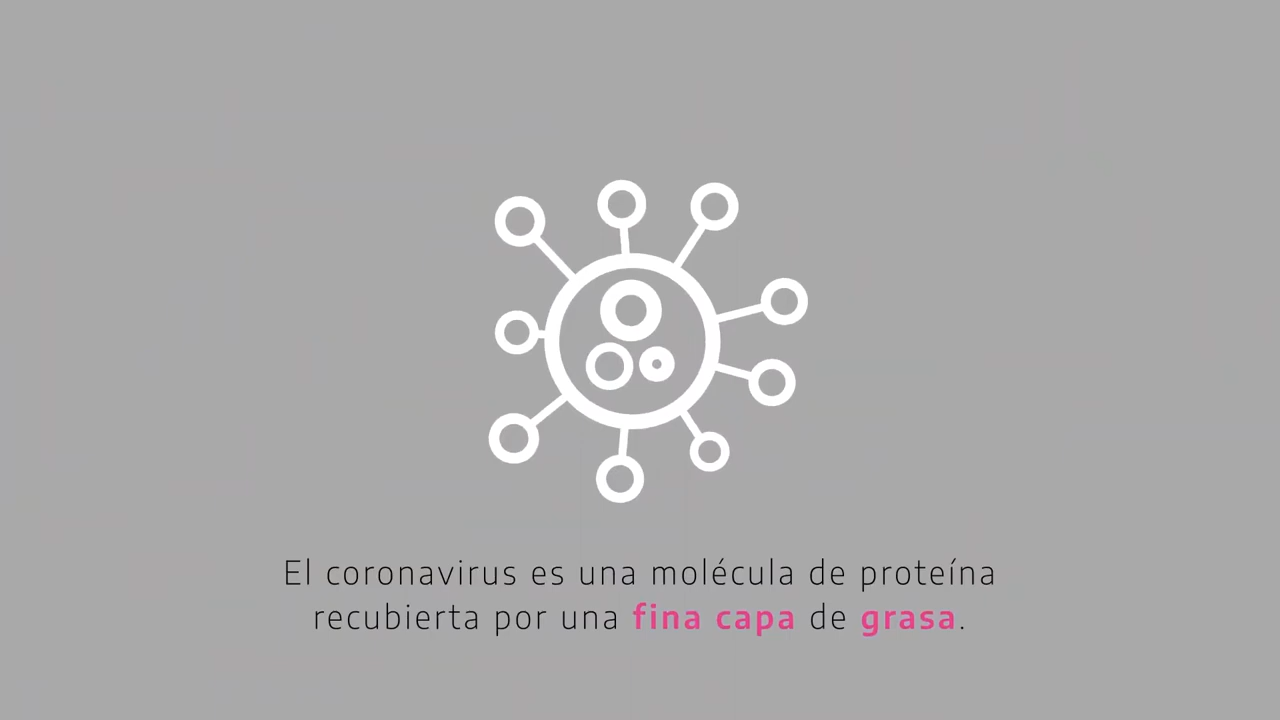 El coronavirus es una molécula de proteína
recubierta por una fina capa de grasa.